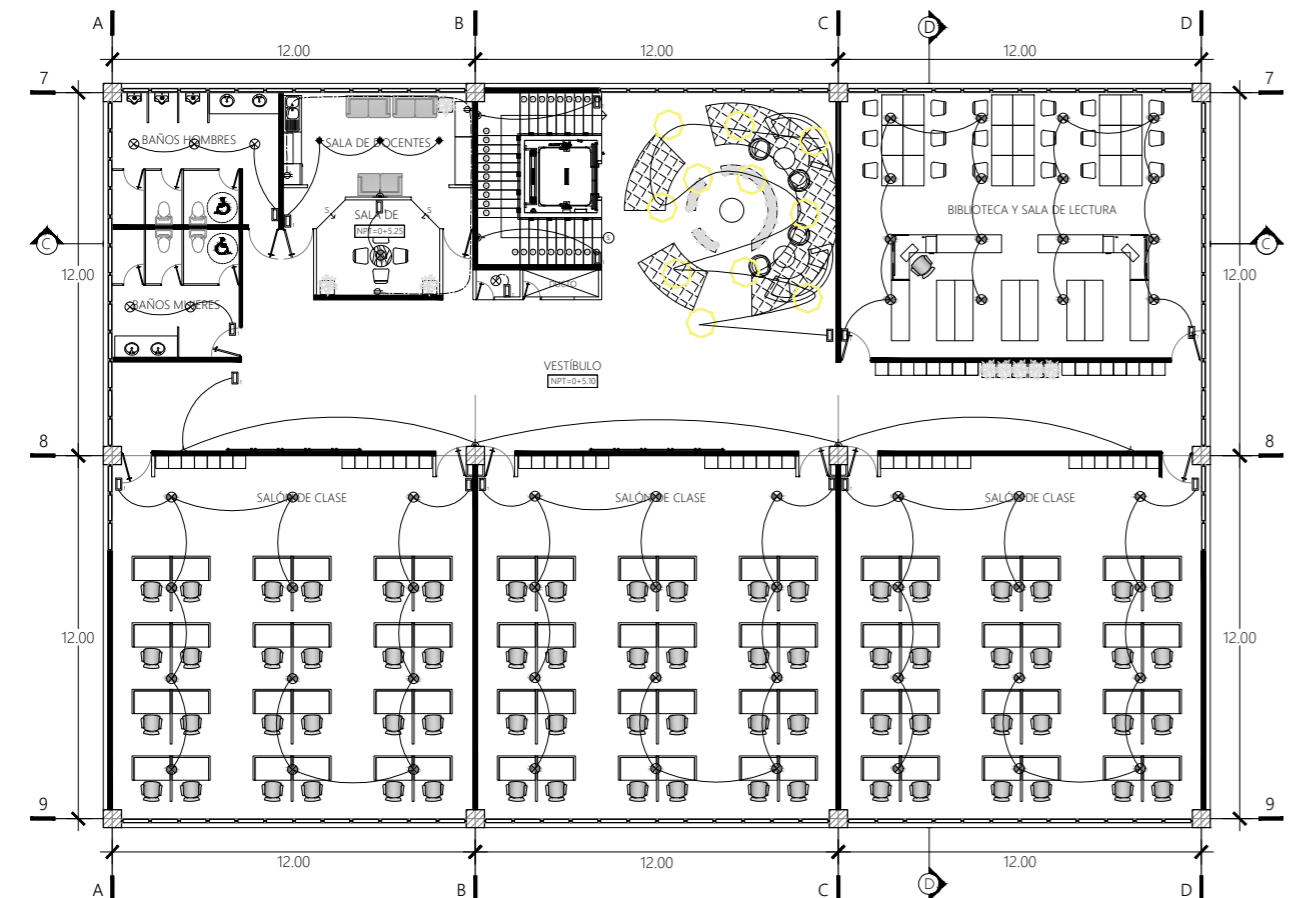 A
B
C
D
D
12.00
12.00
12.00
7
7
BAÑOS HOMBRES
SALA DE DOCENTES
BIBLIOTECA Y SALA DE LECTURA
SALA DE
NPT=0+5.25
S
S
S
C
C
12.00
12.00
DUCTO
BAÑOS MUJERES
VESTÍBULO
NPT=0+5.10
8
8
SALÓN DE CLASE
SALÓN DE CLASE
SALÓN DE CLASE
12.00
12.00
9
9
12.00
12.00
12.00
A
B
C
D
D